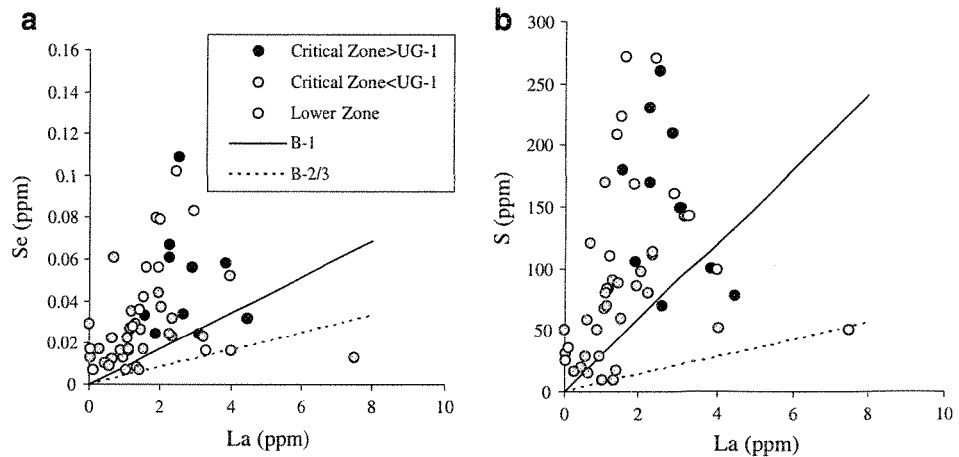 a
0.16
0.14
0.12
0.1
0.08
0.06
0.04
0.02
0
Se (ppm)
0 2 4 6 8 10
La (ppm)
Critical Zone>UG-1
Critical Zone<UG-1
Lower Zone
B-1
B-2/3
b
300
250
200
150
100
50
0
S (ppm)
0 2 4 6 8 10
La (ppm)